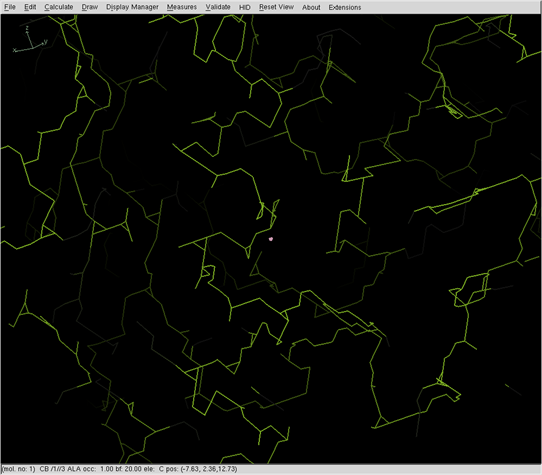 File Edit Calculate Draw Display Manager Measures Validate HID Reset View About Extensions
z
x y
(mol. no: 1) CB /1//3 ALA occ: 1.00 bf: 20.00 ele: C pos: (-7.63, 2.36,12.73)